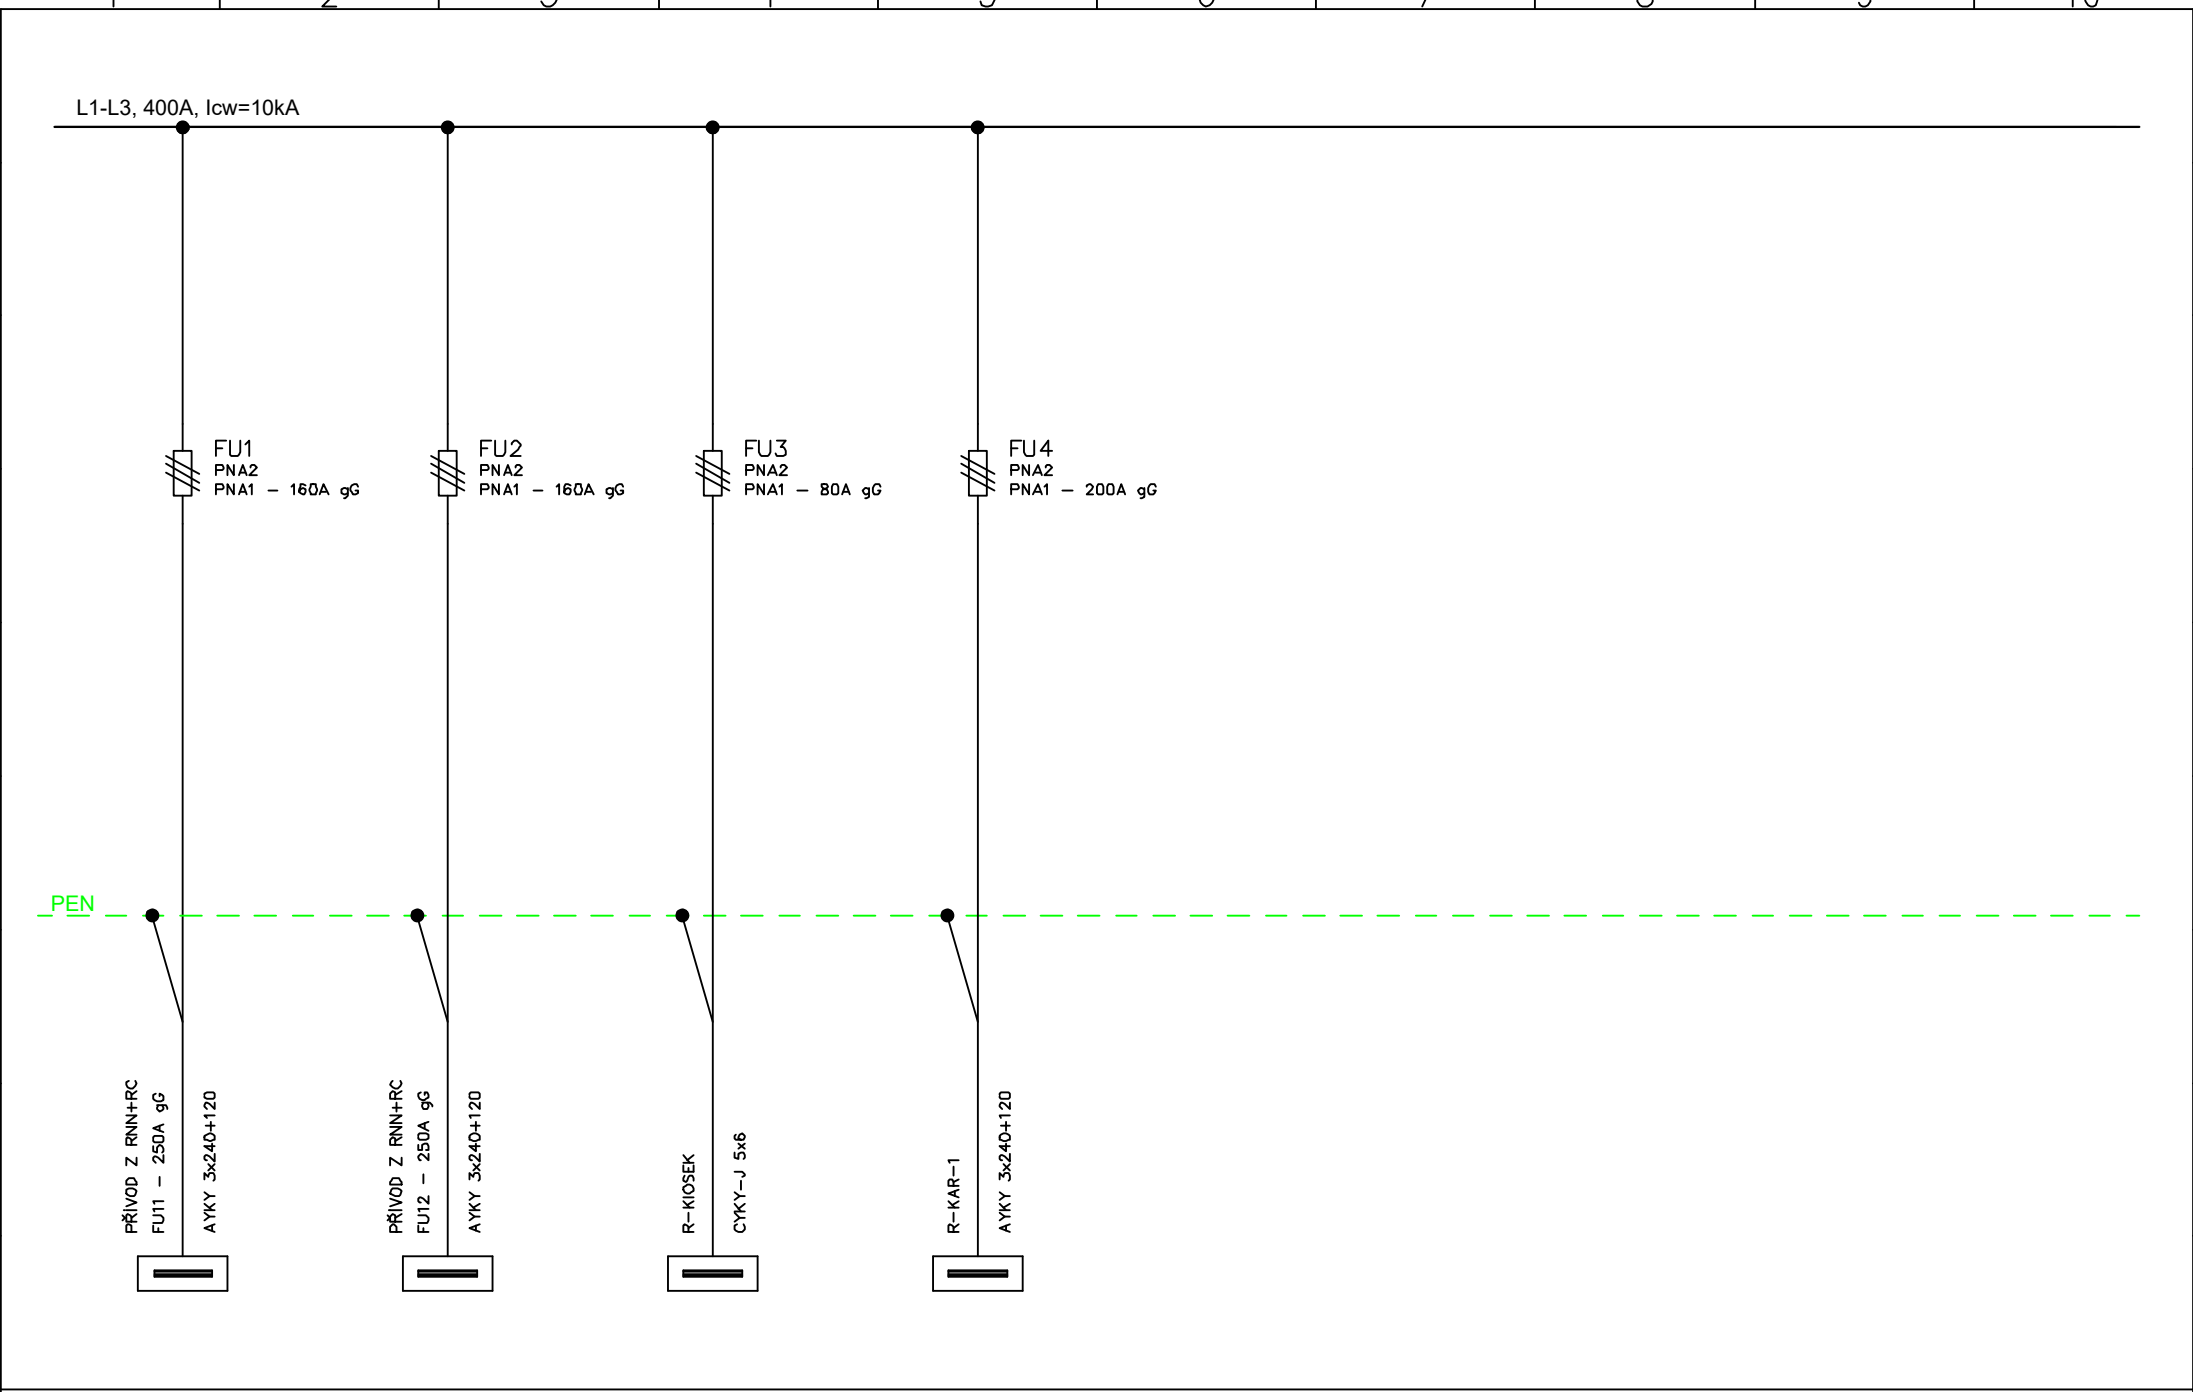 L1-L3, 400A, Icw=10kA
FU1
PNA2
PNA1 – 160A gG
FU2
PNA2
PNA1 – 160A gG
FU3
PNA2
PNA1 – 80A gG
FU4
PNA2
PNA1 – 200A gG
PEN
PŘÍVOD Z RNN+RC
FU11 – 250A gG
AYKY 3x240+120
PŘÍVOD Z RNN+RC
FU12 – 250A gG
AYKY 3x240+120
R-KIOSEK
CYKY-J 5x6
R-KAR-1
AYKY 3x240+120